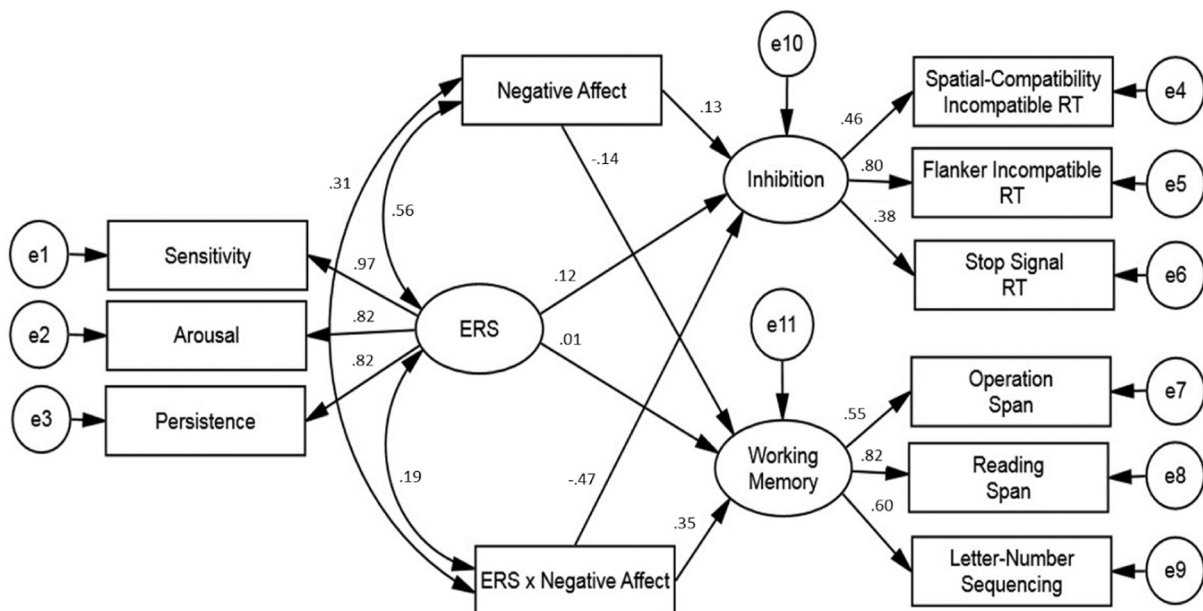 e10
Negative Affect
.13
Spatial-Compatibility
Incompatible RT
e4
.46
-.14
Inhibition
.80
Flanker Incompatible
RT
e5
.31
.56
.38
e1
Sensitivity
.97
Stop Signal
RT
e6
.12
e2
Arousal
.82
ERS
e11
.01
.82
e3
Persistence
Operation
Span
e7
.55
.19
-.47
Working
Memory
.82
Reading
Span
e8
.35
.60
ERS x Negative Affect
Letter-Number
Sequencing
e9